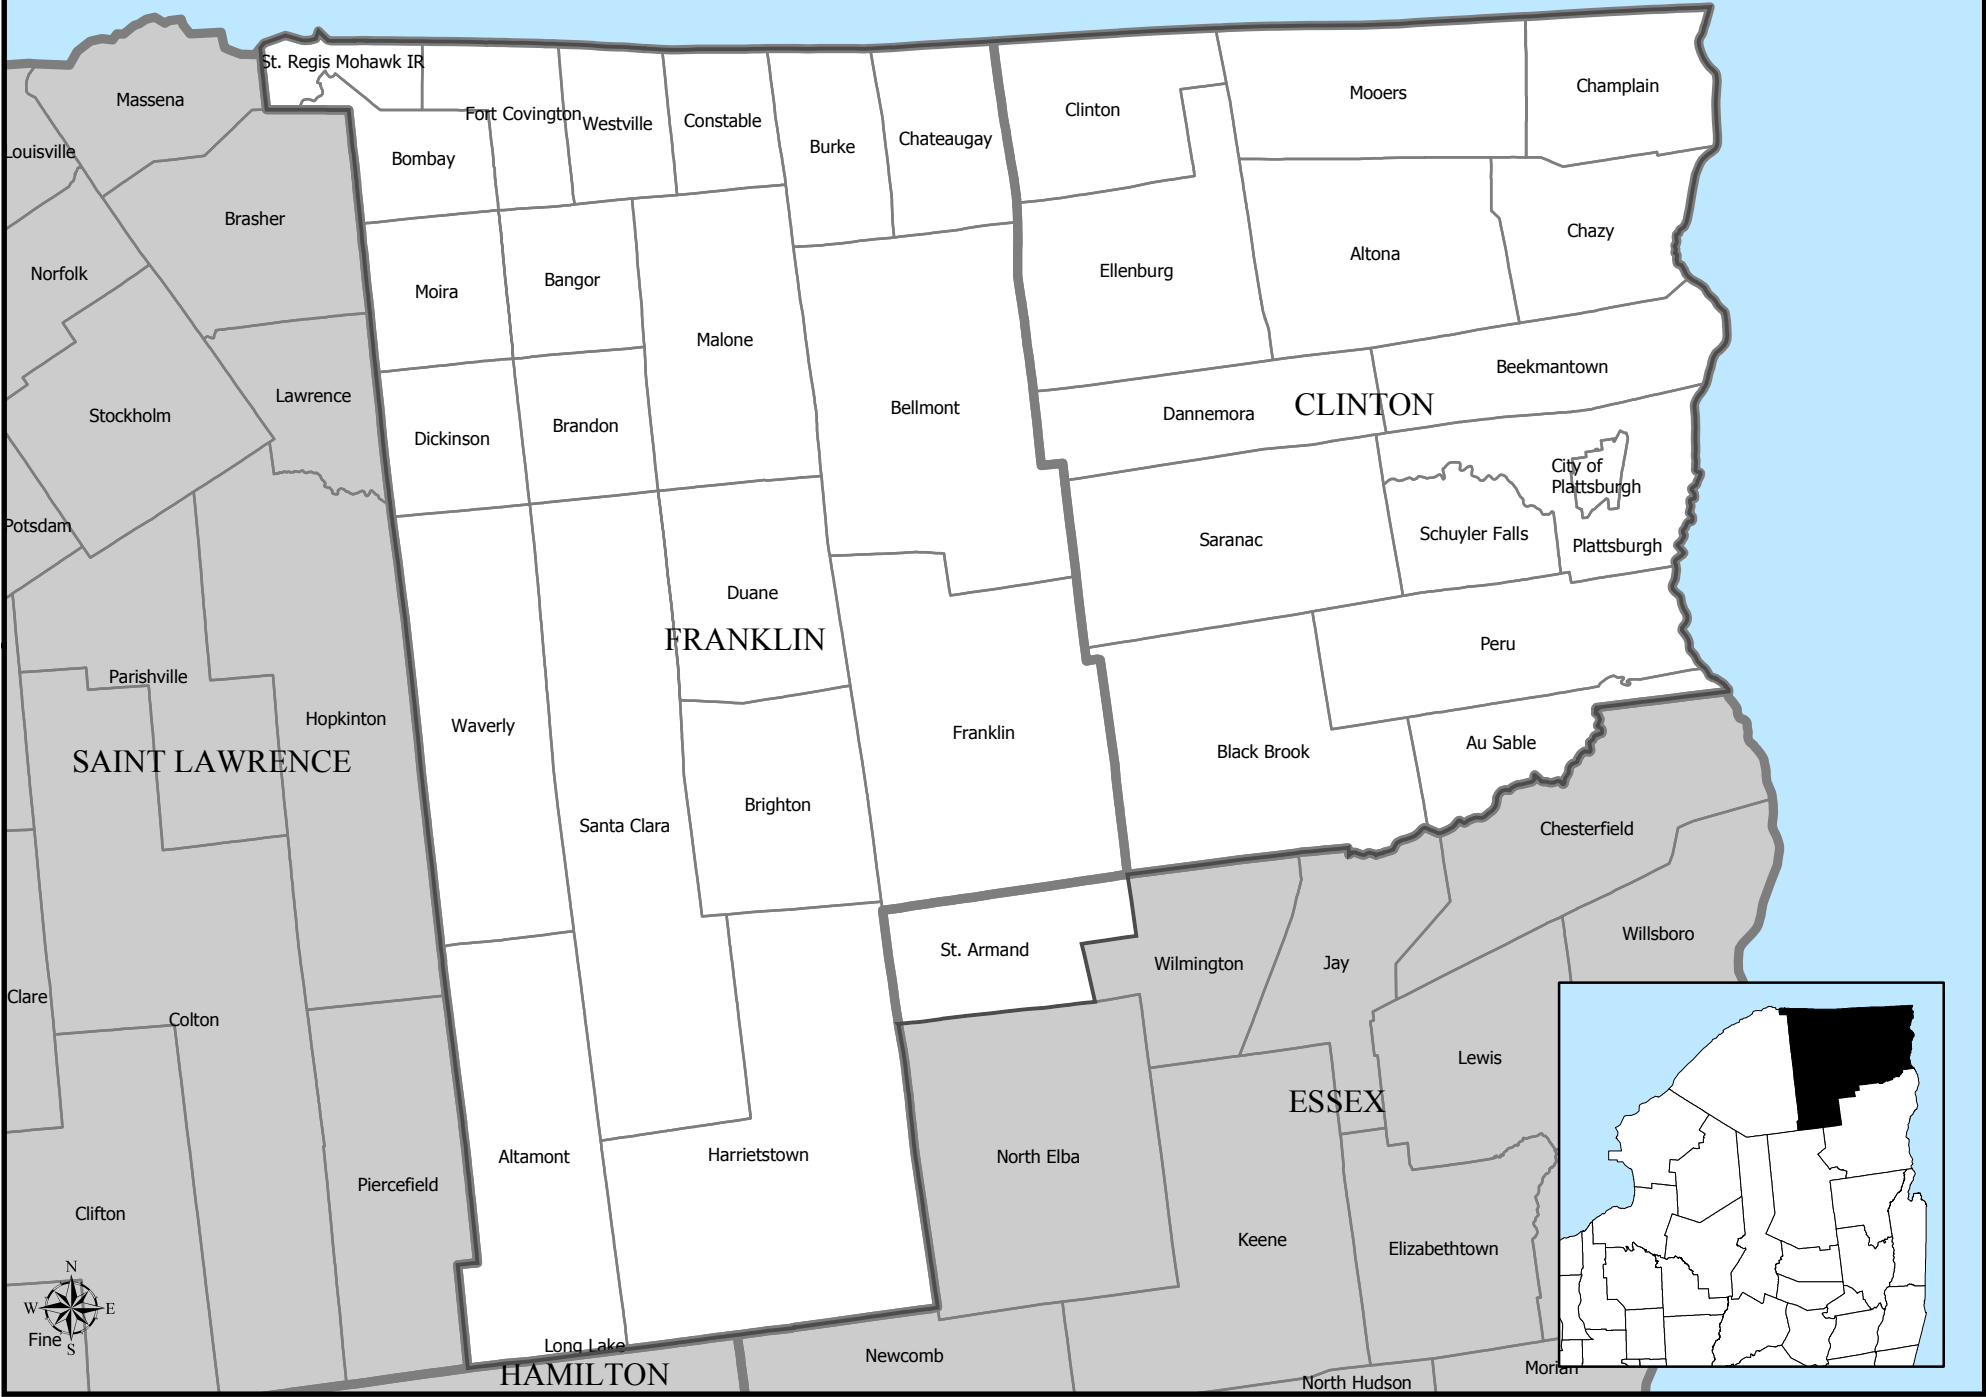 St. Regis Mohawk IR
Massena
Champlain
Mooers
Clinton
Fort Covington
Westville
Constable
Burke
Chateaugay
Louisville
Bombay
Brasher
Chazy
Altona
Norfolk
Moira
Bangor
Ellenburg
Malone
Beekmantown
Lawrence
Bellmont
CLINTON
Stockholm
Dannemora
Dickinson
Brandon
City of
Plattsburgh
Potsdam
Saranac
Schuyler Falls
Plattsburgh
Duane
FRANKLIN
Peru
Parishville
Hopkinton
Waverly
Franklin
Au Sable
Black Brook
SAINT LAWRENCE
Brighton
Santa Clara
Chesterfield
Willsboro
St. Armand
Wilmington
Jay
Clare
Colton
Lewis
ESSEX
Altamont
Harrietstown
North Elba
Piercefield
Clifton
Keene
Elizabethtown
N
W E
S
Fine
Long Lake
Newcomb
HAMILTON
Moriah
North Hudson